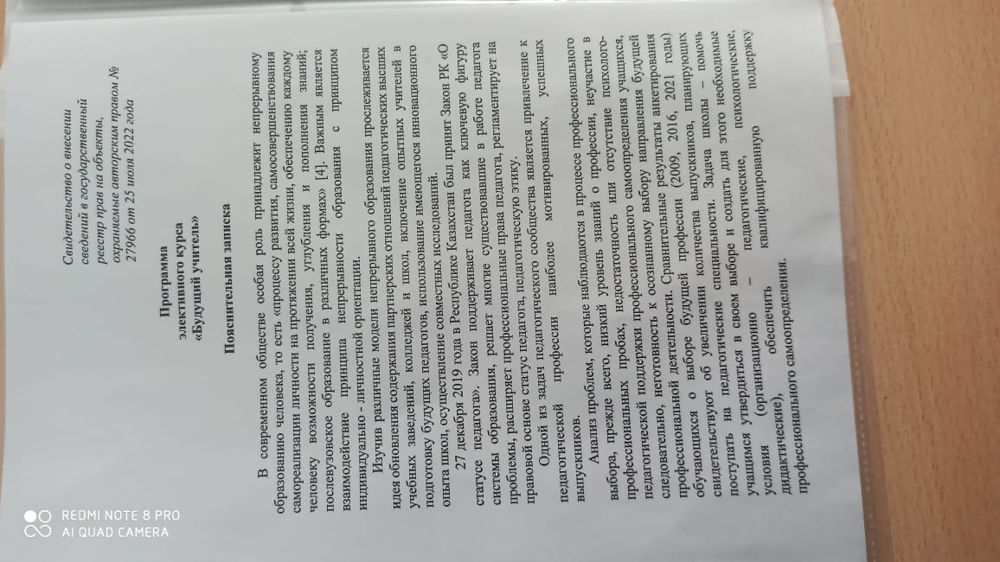 Свидетельство о внесении
сведений в государственный
реестр прав на объекты,
охраняемые авторским правом №
27966 от 25 июля 2022 года
Программа
элективного курса
«Будущий учитель»
Пояснительная записка
В современном обществе особая роль принадлежит непрерывному
образованию человека, то есть «процессу развития, самосовершенствования
самореализации личности на протяжении всей жизни, обеспечению каждому
человеку возможности получения, углубления и пополнения знаний;
послевузовское образование в различных формах» [4]. Важным является
взаимодействие принципа непрерывности образования с принципом
индивидуально - личностной ориентации.
Изучив различные модели непрерывного образования прослеживается
идея обновления содержания партнерских отношений педагогических высших
учебных заведений, колледжей и школ, включение опытных учителей в
подготовку будущих педагогов, использование имеющегося инновационного
опыта школ, осуществление совместных исследований.
27 декабря 2019 года в Республике Казахстан был принят Закон РК «О
статусе педагога». Закон поддерживает педагога как ключевую фигуру
системы образования, решает многие существовавшие в работе педагога
проблемы, расширяет профессиональные права педагога, регламентирует на
правовой основе статус педагога, педагогическую этику.
Одной из задач педагогического сообщества является привлечение к
педагогической профессии наиболее мотивированных, успешных
выпускников.
Анализ проблем, которые наблюдаются в процессе профессионального
выбора, прежде всего, низкий уровень знаний о профессии, неучастие в
профессиональных пробах, недостаточность или отсутствие психолого-
педагогической поддержки профессионального самоопределения учащихся,
следовательно, неготовность к осознанному выбору направления будущей
профессиональной деятельности. Сравнительные результаты анкетирования
обучающихся о выборе будущей профессии (2009, 2016, 2021 годы)
свидетельствуют об увеличении количества выпускников, планирующих
поступать на педагогические специальности. Задача школы – помочь
учащимся утвердиться в своем выборе и создать для этого необходимые
условия (организационно – педагогические, психологические,
дидактические), обеспечить квалифицированную поддержку
профессионального самоопределения.
REDMI NOTE 8 PRO
AI QUAD CAMERA